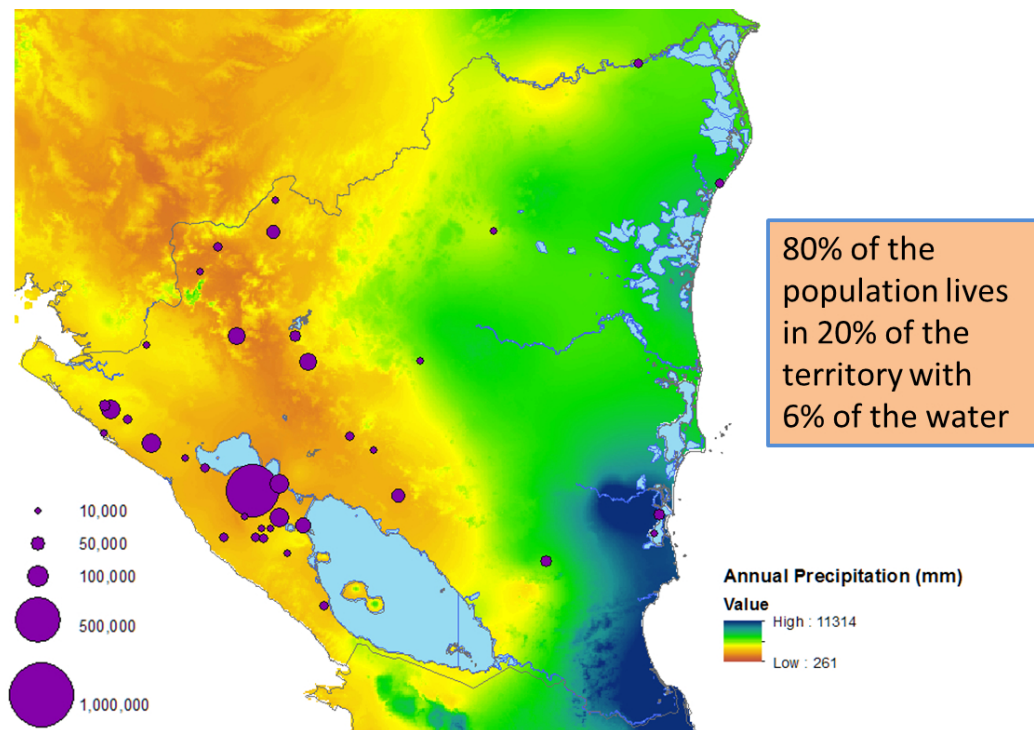 80% of the
population lives
in 20% of the
territory with
6% of the water
10,000
50,000
100,000
500,000
1,000,000
Annual Precipitation (mm)
Value
High : 11314
Low : 261